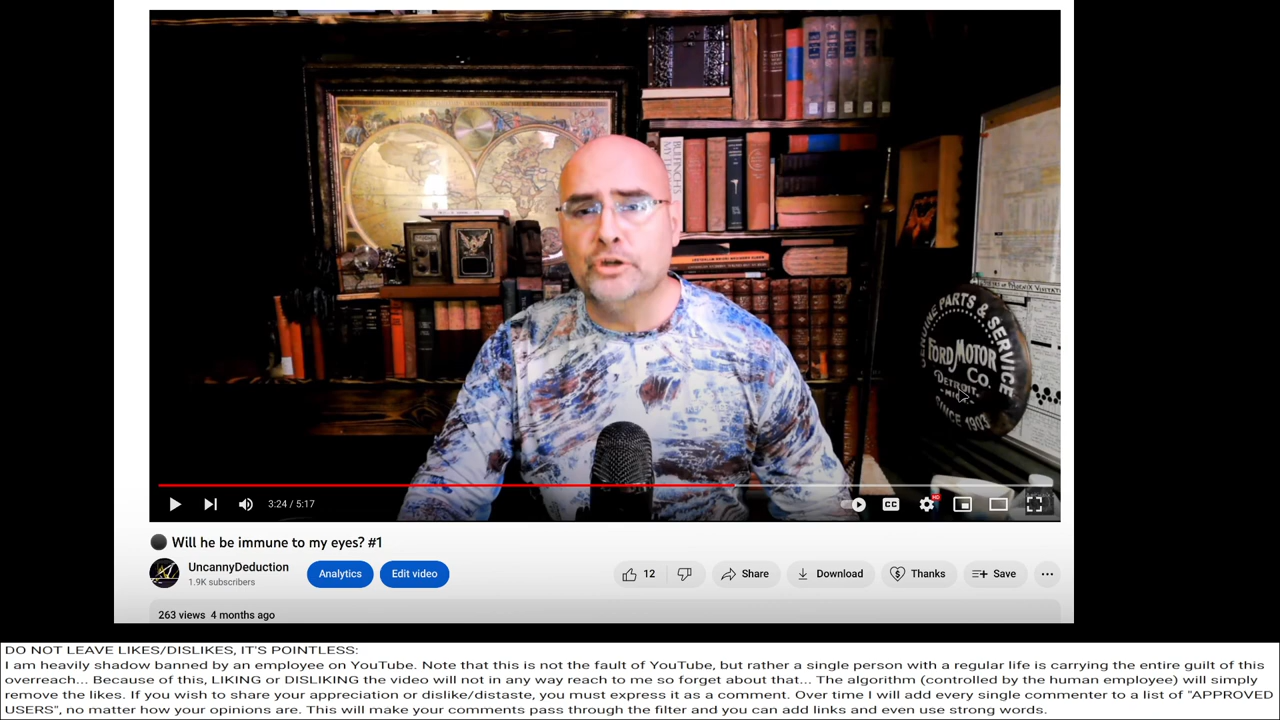 BULFINCH'S MYTH
GENUINE PARTS & SERVICE
FORD MOTOR
Co.
DETROIT,
SINCE 1903
3:24 / 5:17
CC
HD
Will he be immune to my eyes? #1
UncannyDeduction
1.9K subscribers
Analytics
Edit video
12
Share
Download
Thanks
Save
263 views 4 months ago
DO NOT LEAVE LIKES/DISLIKES, IT'S POINTLESS:
I am heavily shadow banned by an employee on YouTube. Note that this is not the fault of YouTube, but rather a single person with a regular life is carrying the entire guilt of this
overreach... Because of this, LIKING or DISLIKING the video will not in any way reach to me so forget about that... The algorithm (controlled by the human employee) will simply
remove the likes. If you wish to share your appreciation or dislike/distaste, you must express it as a comment. Over time I will add every single commenter to a list of "APPROVED
USERS", no matter how your opinions are. This will make your comments pass through the filter and you can add links and even use strong words.